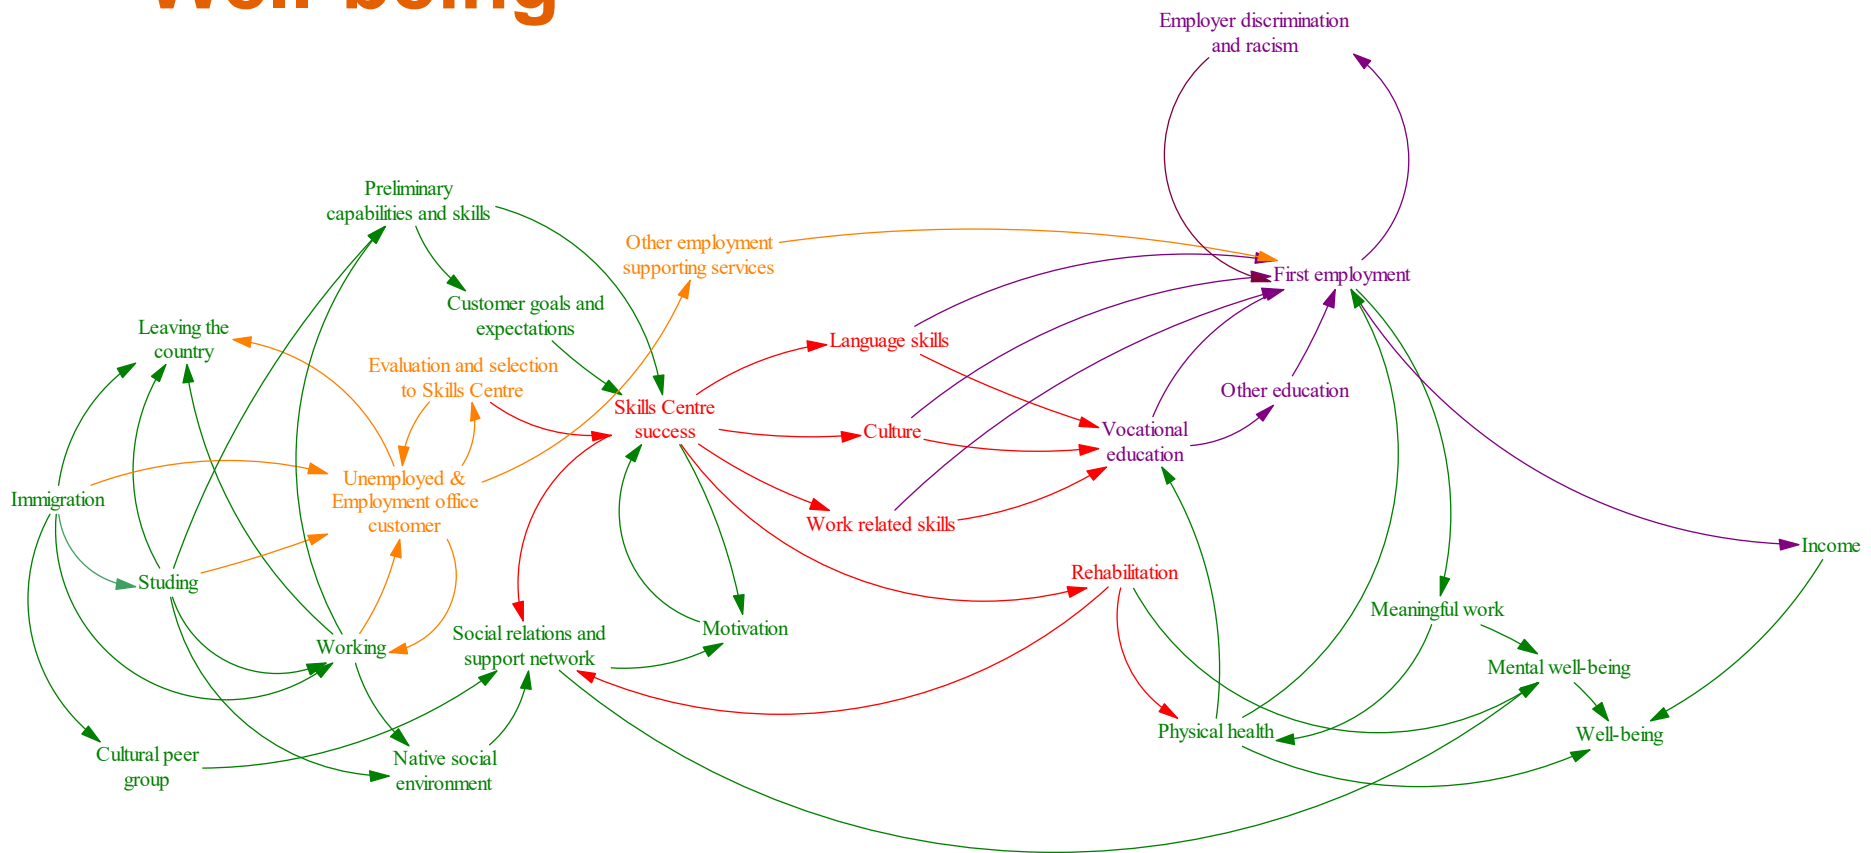 Well-being
Employer discrimination
and racism
Preliminary
capabilities and skills
Other employment
supporting services
First employment
Customer goals and
expectations
Leaving the
country
Language skills
Evaluation and selection
to Skills Centre
Other education
Skills Centre
success
Culture
Vocational
education
Unemployed &
Employment office
customer
Immigration
Work related skills
Income
Studing
Rehabilitation
Meaningful work
Motivation
Social relations and
support network
Working
Mental well-being
Physical health
Well-being
Cultural peer
group
Native social
environment